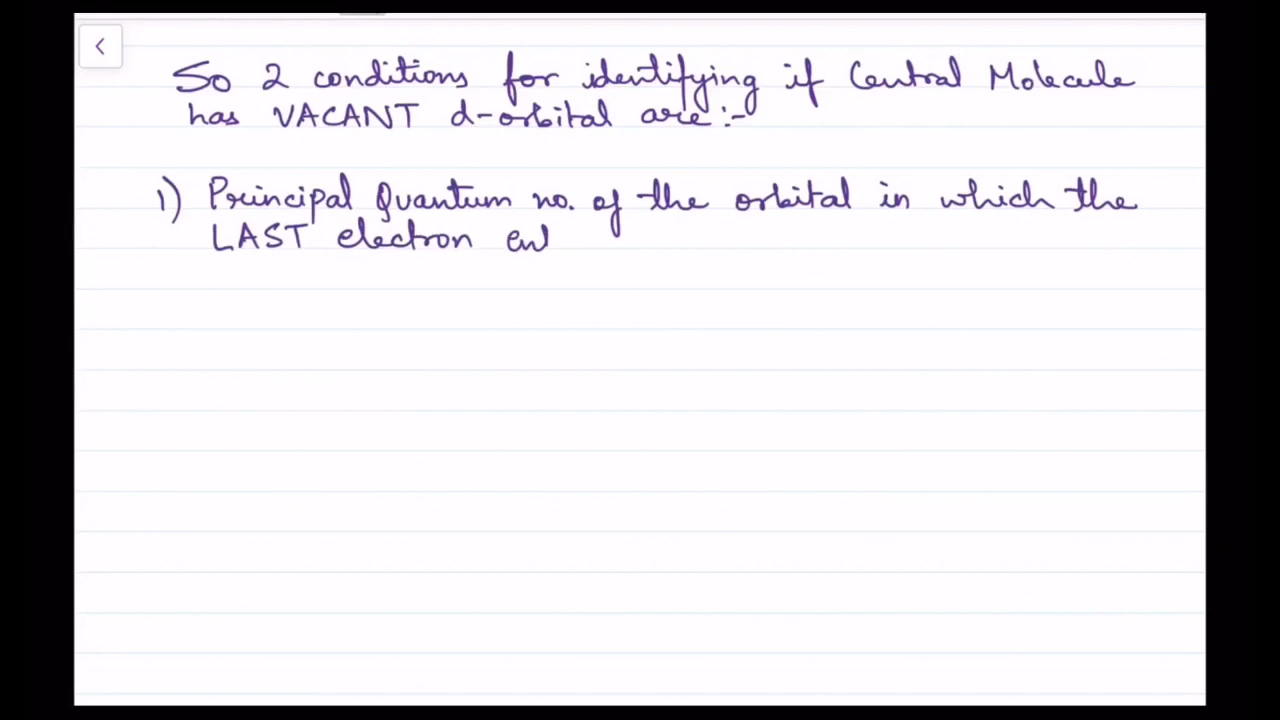 So 2 conditions for identifying if Central Molecule
has VACANT d-orbital are :-
1) Principal Quantum no. of the orbital in which the
LAST electron ent